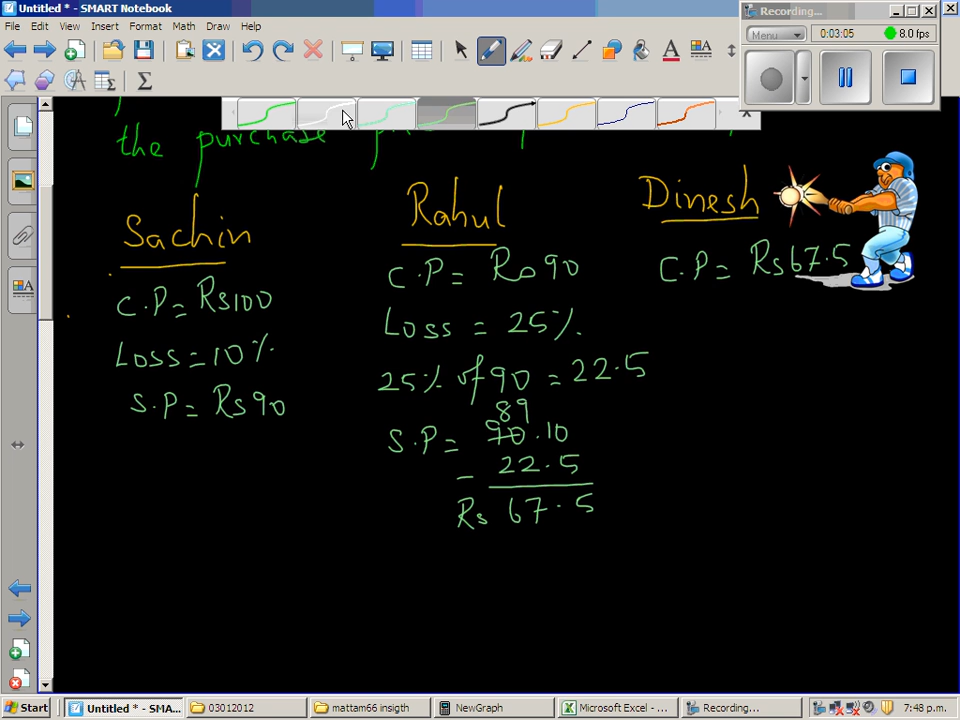 Untitled * - SMART Notebook
File Edit View Insert Format Tools Math Draw Help
Recording...
Menu 0:03:05 8.0 fps
the purchase
Sachin
C.P = Rs100
Loss = 10%
S.P = Rs 90
Rahul
C.P = Rs 90
Loss = 25%.
25% of 90 = 22.5
89
S.P = 90.10
- 22.5
Rs 67.5
Dinesh
C.P = Rs 67.5
Start Untitled * - SMA... 03012012 mattam66 insigth NewGraph Microsoft Excel - ... Recording... 7:48 p.m.